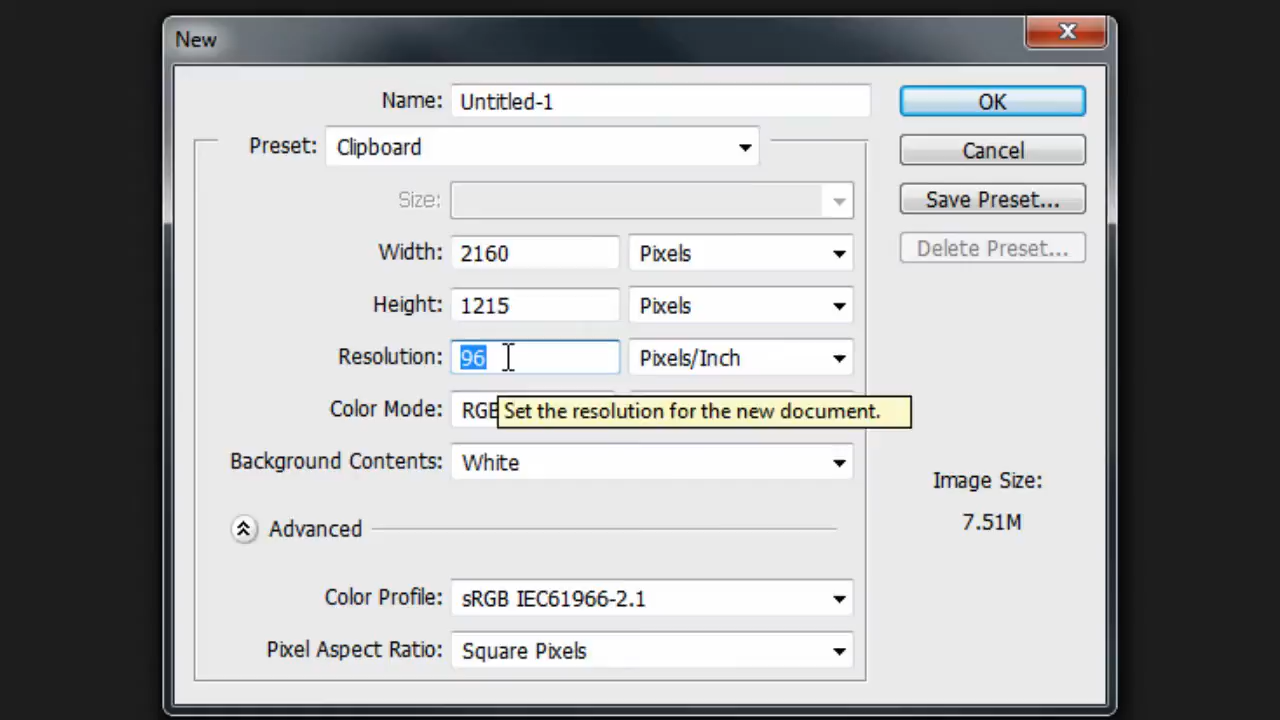 New
Name: Untitled-1 OK
Preset: Clipboard Cancel
Size: Save Preset...
Width: 2160 Pixels Delete Preset...
Height: 1215 Pixels
Resolution: 96 Pixels/Inch
Color Mode: RGB Set the resolution for the new document.
Background Contents: White
Image Size:
7.51M
Advanced
Color Profile: sRGB IEC61966-2.1
Pixel Aspect Ratio: Square Pixels